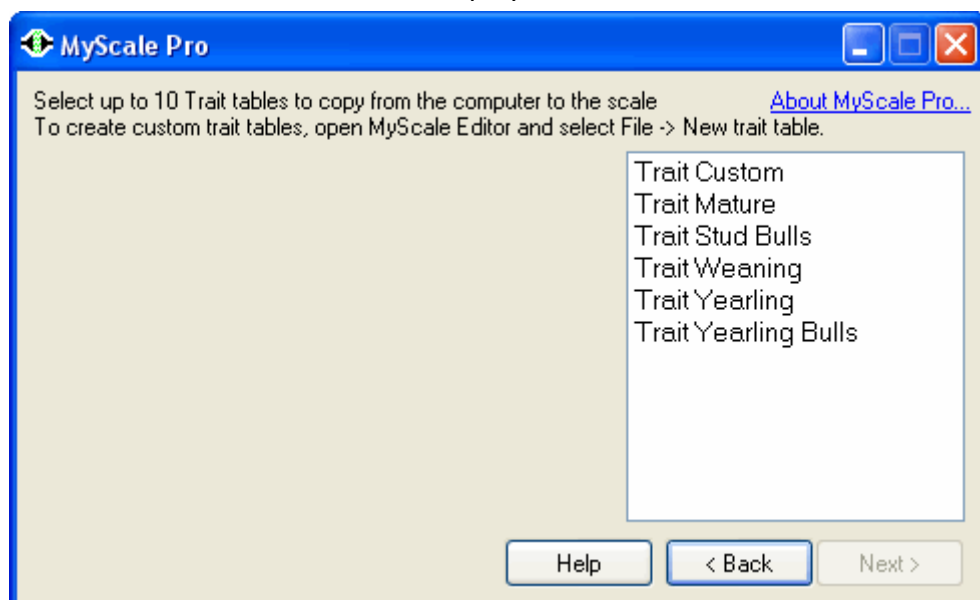 MyScale Pro
Select up to 10 Trait tables to copy from the computer to the scale
About MyScale Pro...
To create custom trait tables, open MyScale Editor and select File -> New trait table.
Trait Custom
Trait Mature
Trait Stud Bulls
Trait Weaning
Trait Yearling
Trait Yearling Bulls
Help
< Back
Next >